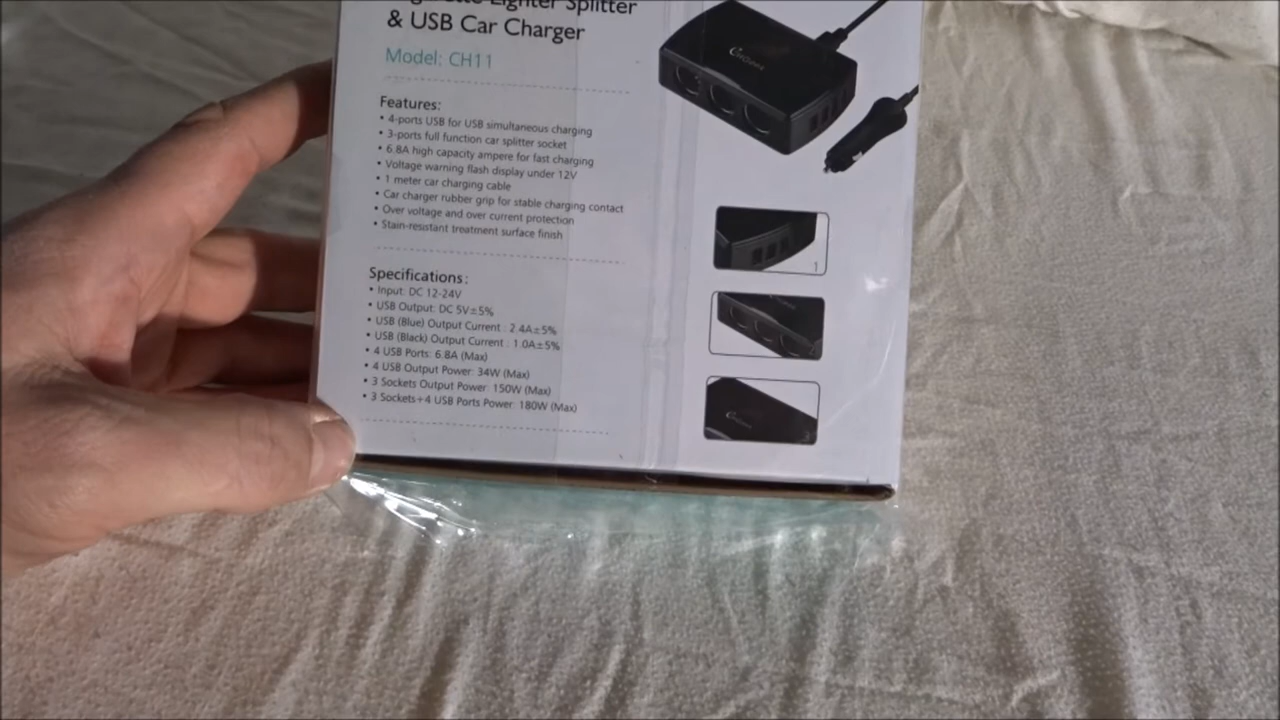 Lighter Splitter
& USB Car Charger
Model: CH11
Features:
• 4-ports USB for USB simultaneous charging
• 3-ports full function car splitter socket
• 6.8A high capacity ampere for fast charging
• Voltage warning flash display under 12V
• 1 meter car charging cable
• Car charger rubber grip for stable charging contact
• Over voltage and over current protection
• Stain-resistant treatment surface finish
Specifications:
• Input: DC 12-24V
• USB Output: DC 5V±5%
• USB (Blue) Output Current : 2.4A±5%
• USB (Black) Output Current : 1.0A±5%
• 4 USB Ports: 6.8A (Max)
• 4 USB Output Power: 34W (Max)
• 3 Sockets Output Power: 150W (Max)
• 3 Sockets+4 USB Ports Power: 180W (Max)
1
3